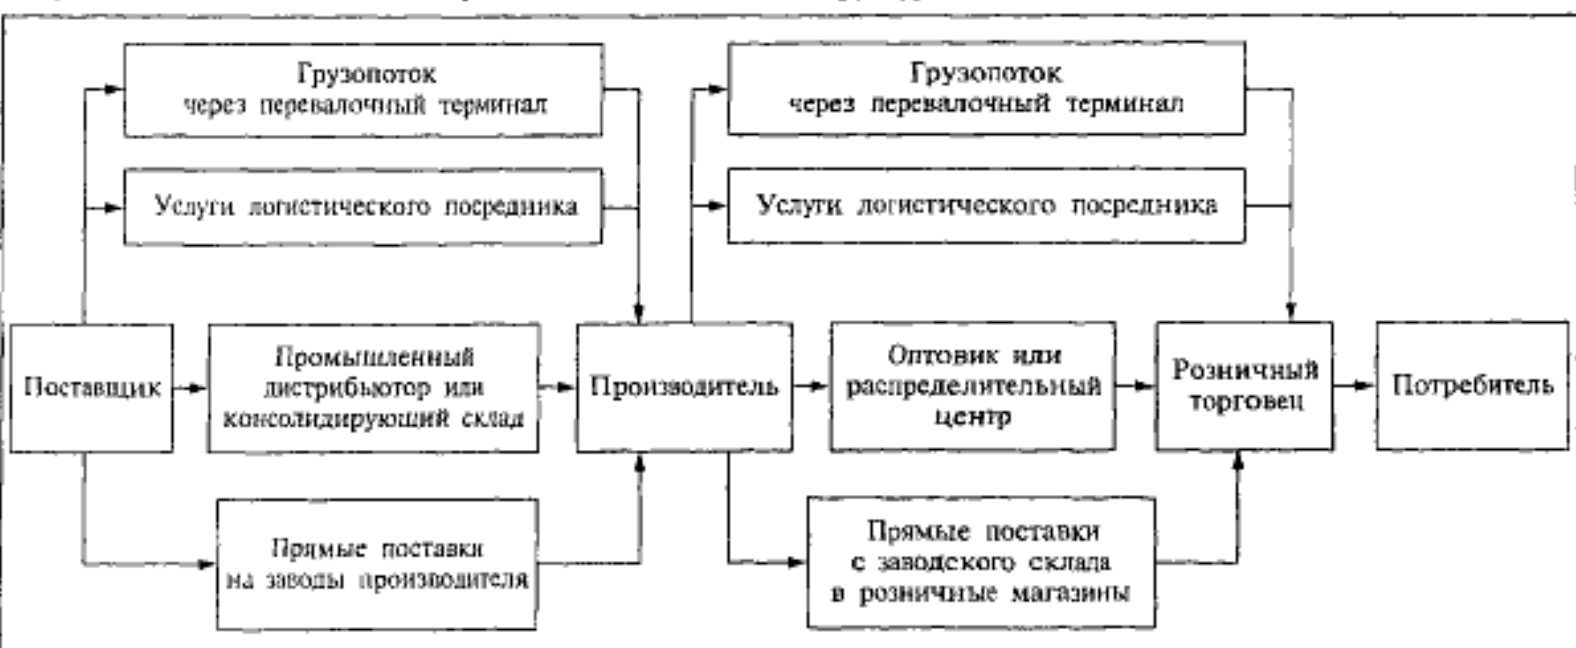 Грузопоток
через перевалочный терминал
Услуги логистического посредника
Грузопоток
через перевалочный терминал
Услуги логистического посредника
Поставщик
Промышленный
дистрибьютор или
консолидирующий склад
Производитель
Оптовик или
распределительный
центр
Розничный
торговец
Потребитель
Прямые поставки
на заводы производителя
Прямые поставки
с заводского склада
в розничные магазины